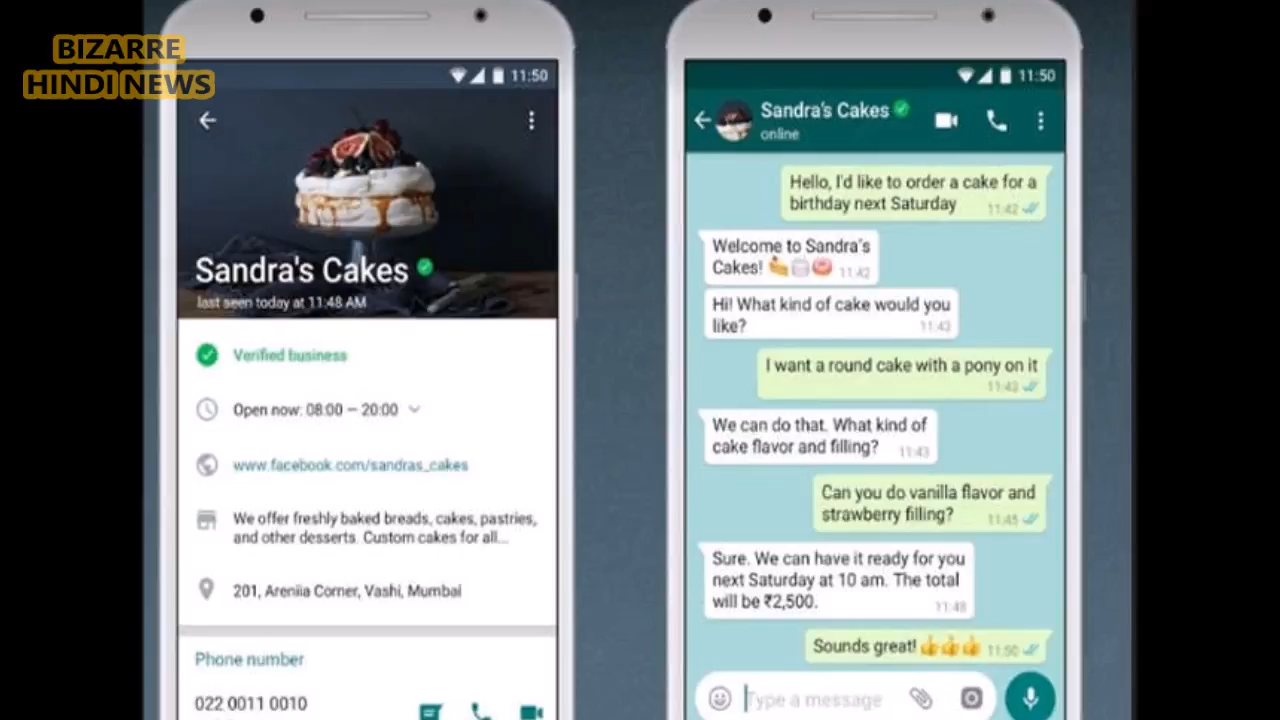 BIZARRE
HINDI NEWS
11:50
Sandra's Cakes
last seen today at 11:48 AM
Verified business
Open now: 08:00 – 20:00
www.facebook.com/sandras_cakes
We offer freshly baked breads, cakes, pastries,
and other desserts. Custom cakes for all...
201, Areniia Corner, Vashi, Mumbai
Phone number
022 0011 0010
11:50
Sandra's Cakes
online
Hello, I'd like to order a cake for a
birthday next Saturday 11:42
Welcome to Sandra's
Cakes! 🍰🎂🍩 11:42
Hi! What kind of cake would you
like? 11:43
I want a round cake with a pony on it
11:43
We can do that. What kind of
cake flavor and filling? 11:43
Can you do vanilla flavor and
strawberry filling? 11:45
Sure. We can have it ready for you
next Saturday at 10 am. The total
will be ₹2,500. 11:48
Sounds great! 👍👍👍 11:50
Type a message